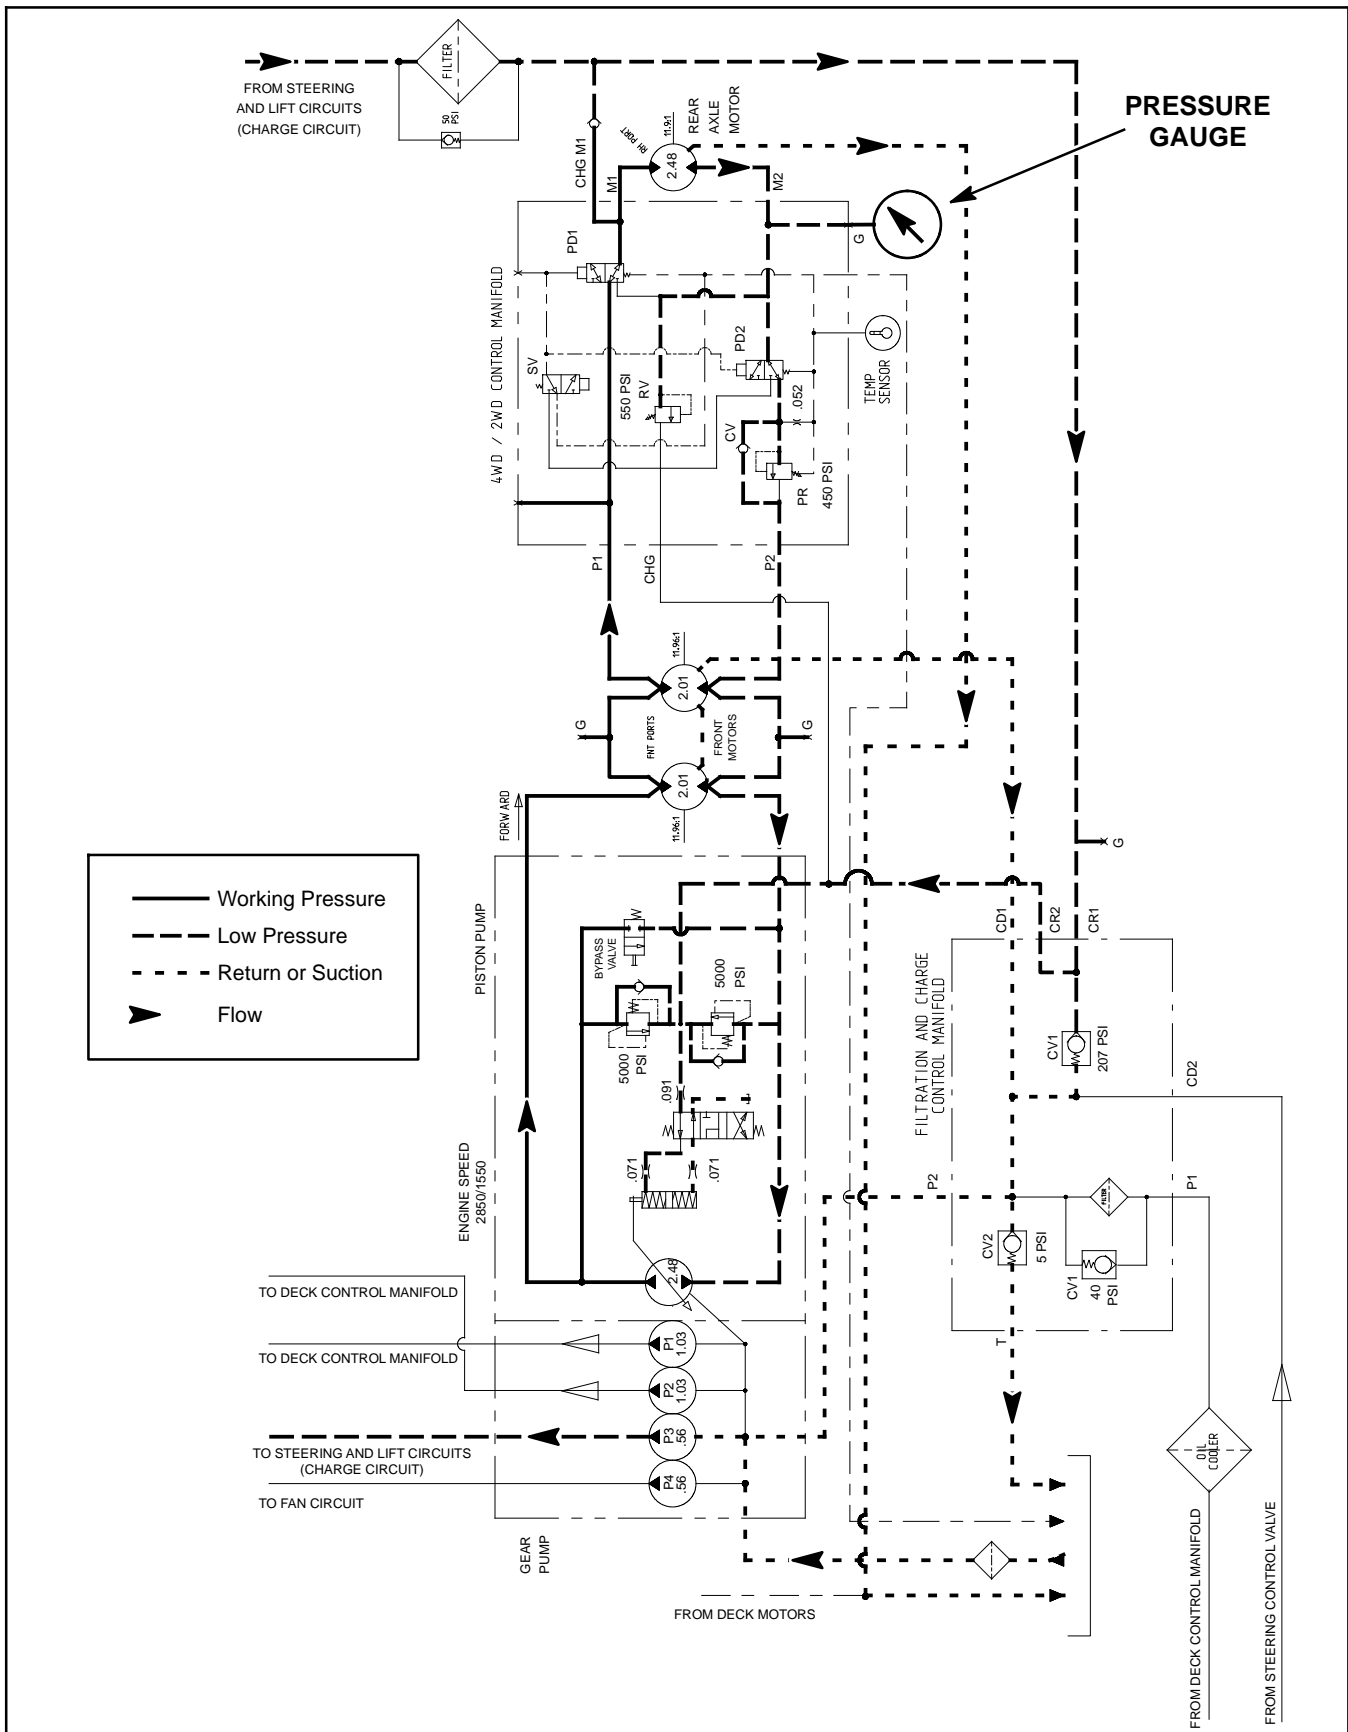 FILTER
FROM STEERING
AND LIFT CIRCUITS
(CHARGE CIRCUIT)
50
PSI
CHG M1
RH PORT
11.9:1
REAR
AXLE
MOTOR
2.48
M1
M2
PRESSURE
GAUGE
G
PD1
4WD / 2WD CONTROL MANIFOLD
SV
550 PSI
RV
PD2
TEMP
SENSOR
.052
CV
PR
450 PSI
P1
CHG
P2
11.96:1
2.01
G
FNT PORTS
FRONT
MOTORS
G
2.01
11.96:1
FORWARD
G
Working Pressure
Low Pressure
Return or Suction
Flow
PISTON PUMP
BYPASS
VALVE
5000
PSI
5000
PSI
CD1
CR2
CR1
FILTRATION AND CHARGE
CONTROL MANIFOLD
CV1
207 PSI
CD2
.091
.071
.071
ENGINE SPEED
2850/1550
P2
FILTER
P1
CV2
5 PSI
CV1
40
PSI
2.48
TO DECK CONTROL MANIFOLD
P1
1.03
TO DECK CONTROL MANIFOLD
T
P2
1.03
P3
.56
TO STEERING AND LIFT CIRCUITS
(CHARGE CIRCUIT)
P4
.56
TO FAN CIRCUIT
OIL
COOLER
GEAR
PUMP
FROM DECK MOTORS
FROM DECK CONTROL MANIFOLD
FROM STEERING CONTROL VALVE